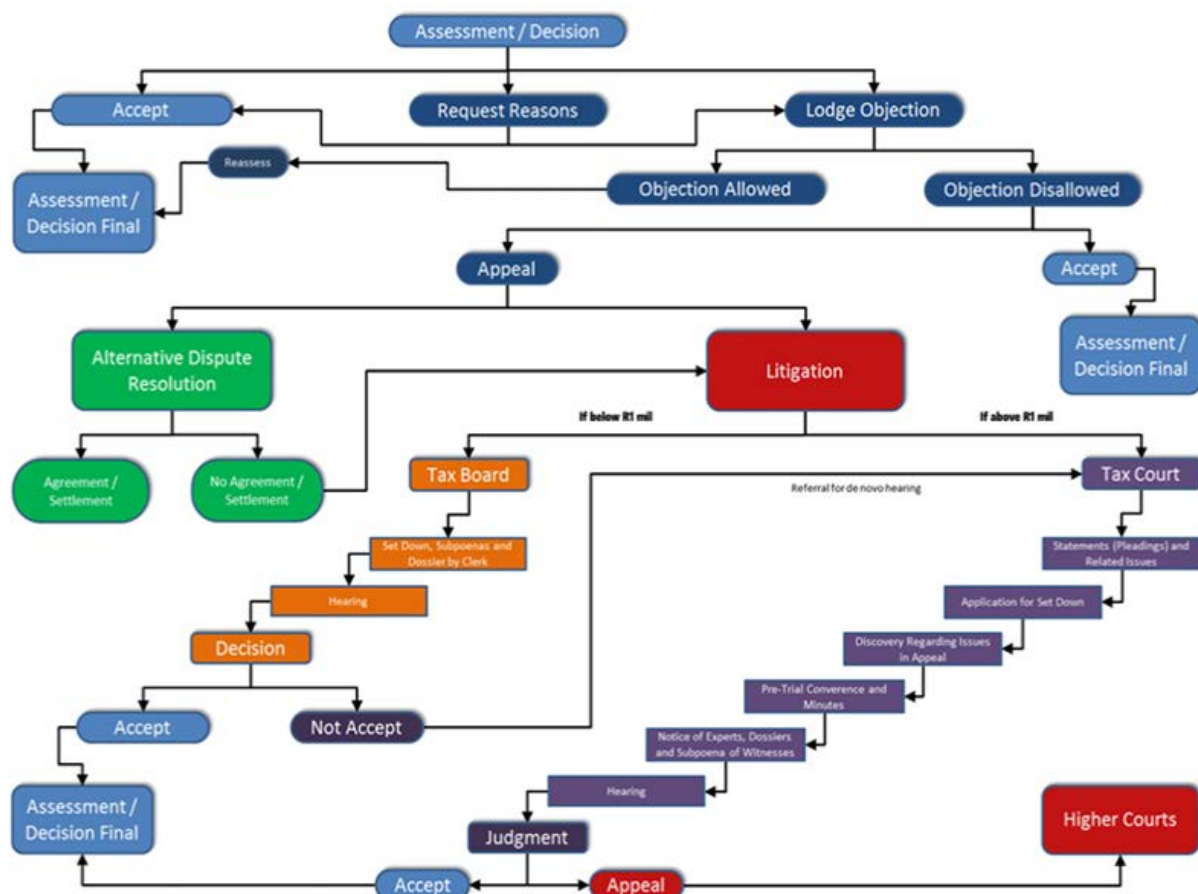 Assessment / Decision
Accept
Request Reasons
Lodge Objection
Reassess
Objection Allowed
Objection Disallowed
Assessment /
Decision Final
Appeal
Accept
Alternative Dispute
Resolution
Litigation
Assessment /
Decision Final
If below R1 mil
If above R1 mil
Agreement /
Settlement
No Agreement /
Settlement
Tax Board
Tax Court
Referral for de novo hearing
Set Down, Subpoenas and
Dossier by Clerk
Statements (Pleadings) and
Related Issues
Hearing
Application for Set Down
Decision
Discovery Regarding Issues
in Appeal
Pre-Trial Converence and
Minutes
Accept
Not Accept
Notice of Experts, Dossiers
and Subpoena of Witnesses
Hearing
Assessment /
Decision Final
Judgment
Higher Courts
Accept
Appeal